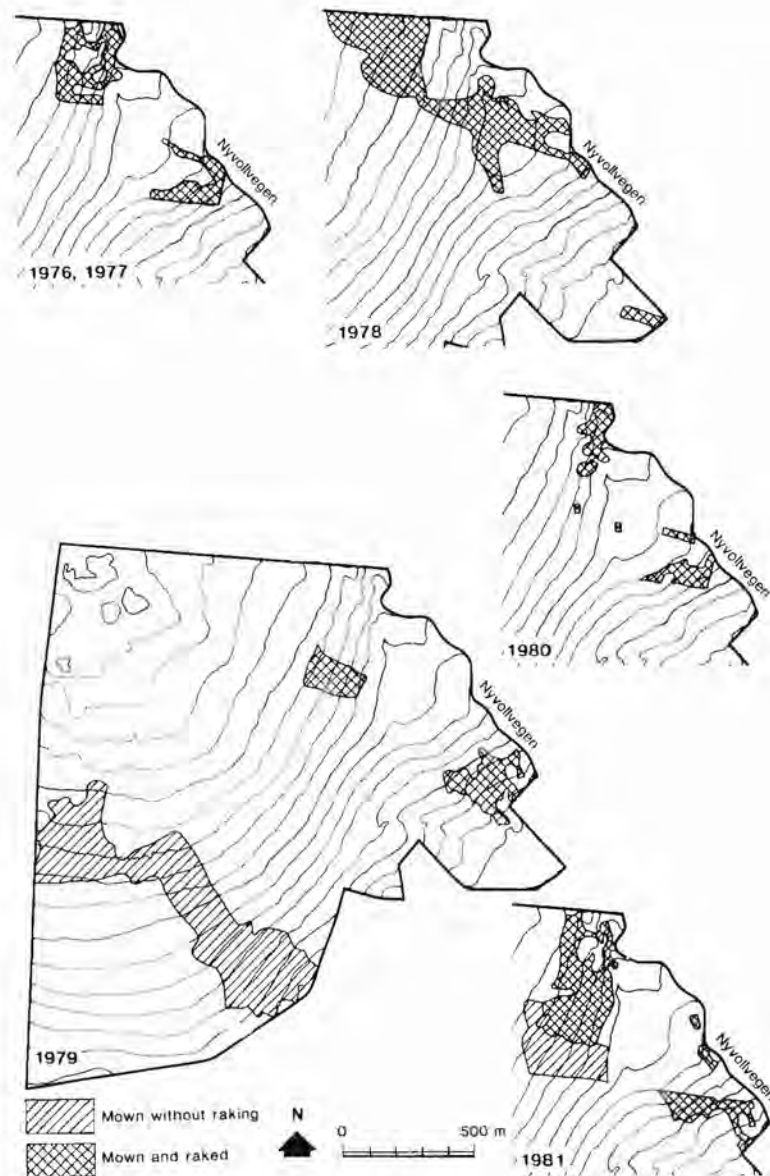 Nyvollvegen
1976, 1977
Nyvollvegen
1978
Nyvollvegen
1980
Nyvollvegen
1979
Nyvollvegen
1981
Mown without raking
Mown and raked
N
0 500 m